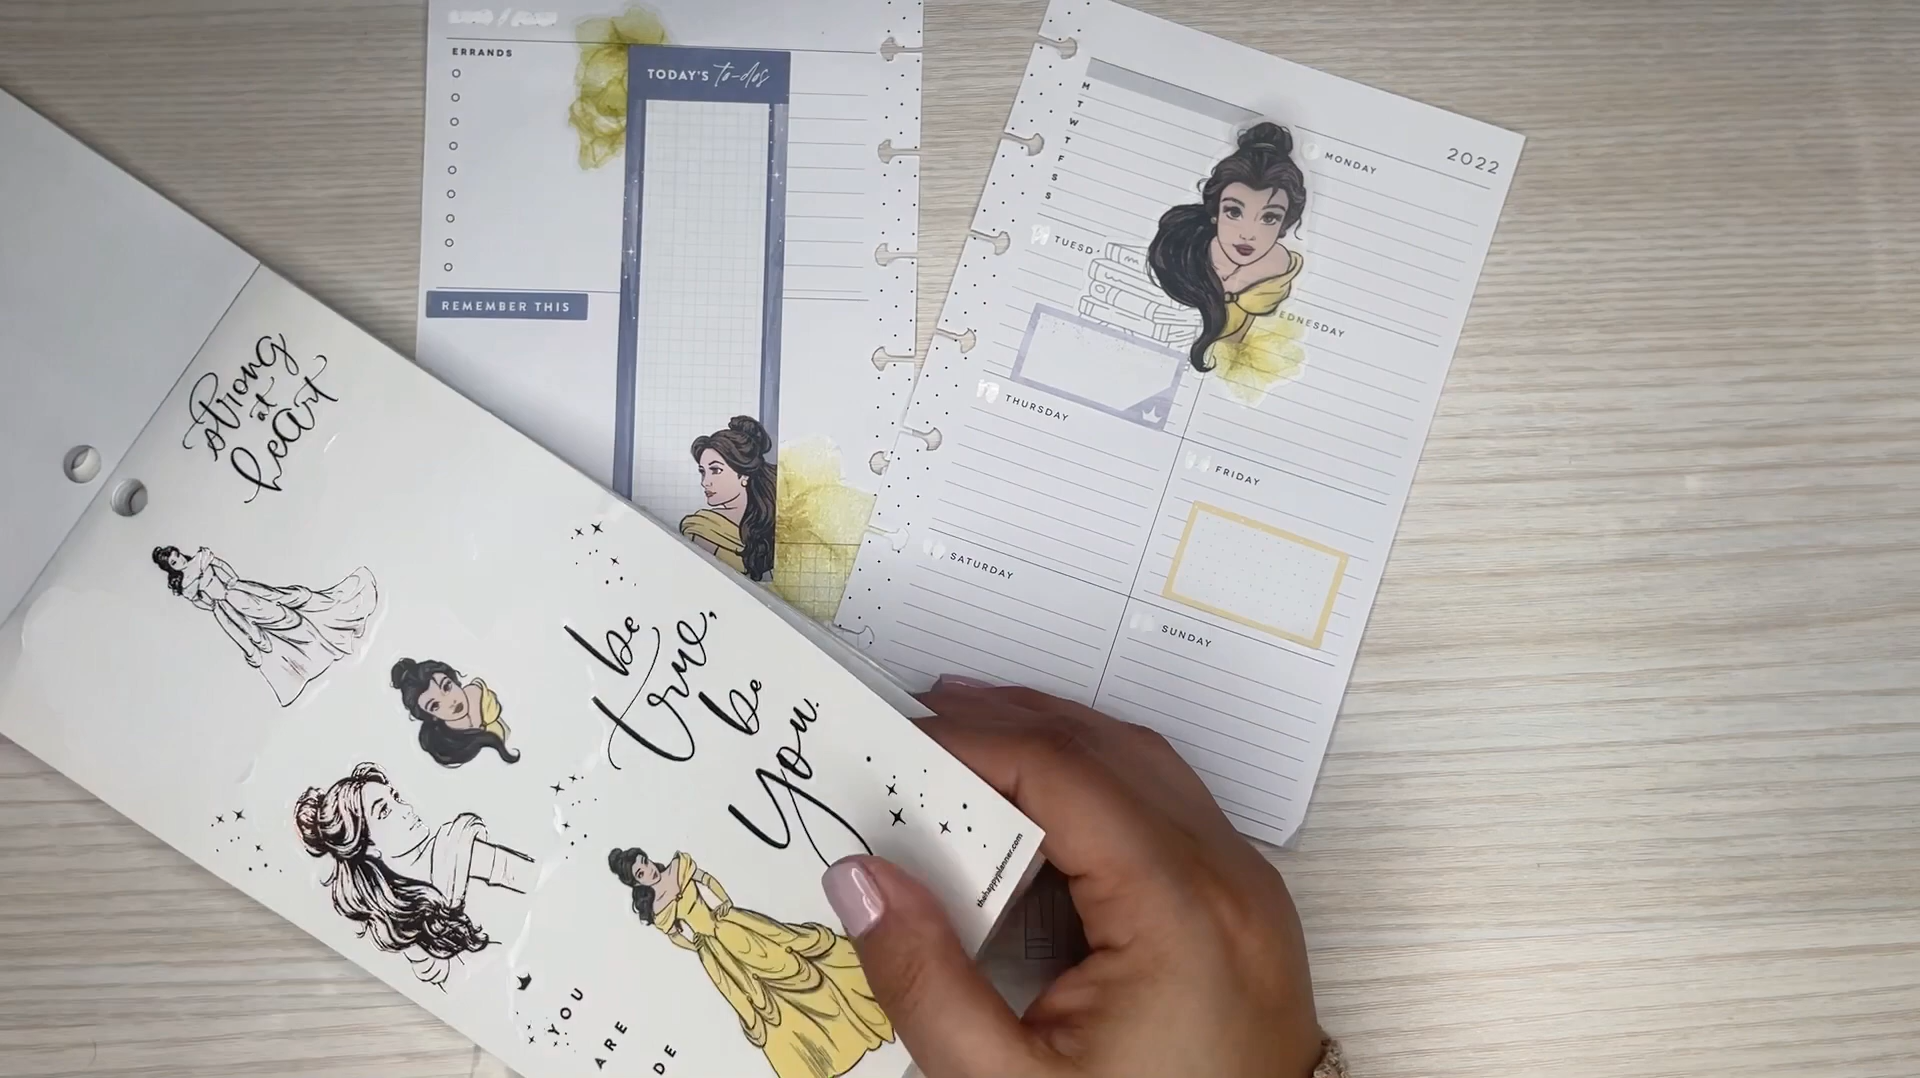 ERRANDS
TODAY'S to-dos
REMEMBER THIS
2022
M
T
W
T
F
S
S
MONDAY
TUESD
EDNESDAY
THURSDAY
FRIDAY
SATURDAY
SUNDAY
strong
at
heart
be
true,
be
you.
thehappyplanner.com
YOU
ARE
DE